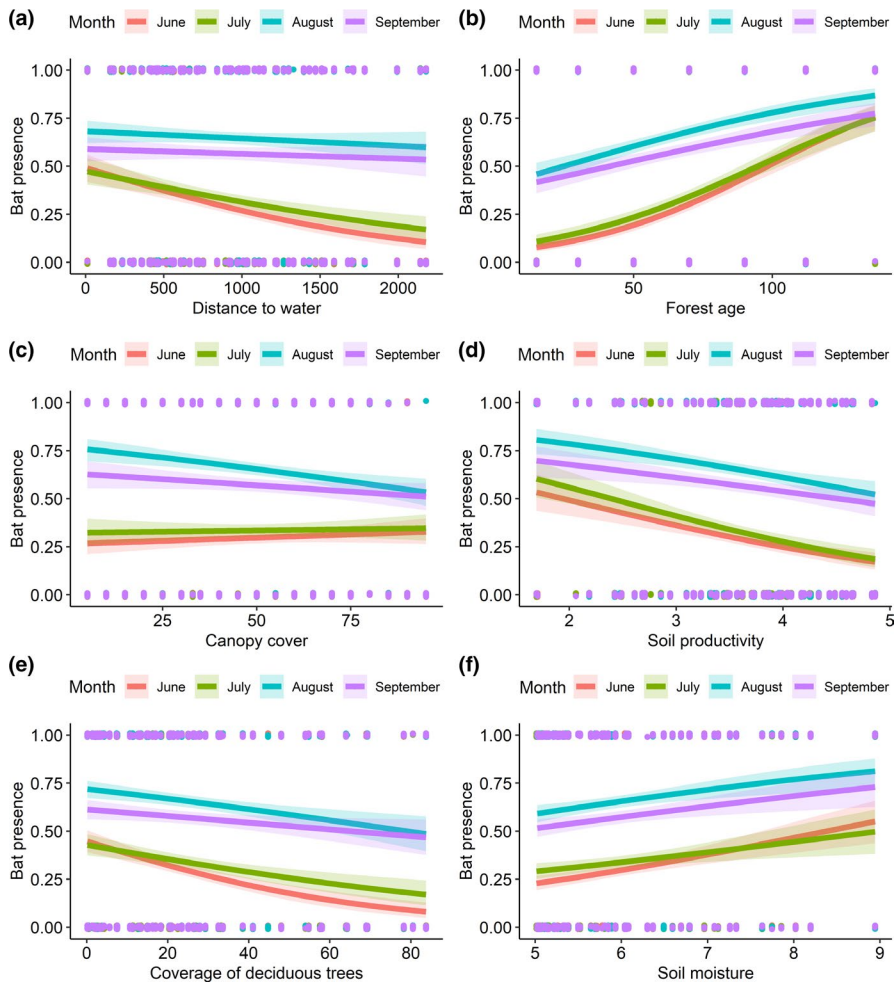 (a) Month June July August September
Bat presence
1.00
0.75
0.50
0.25
0.00
0 500 1000 1500 2000
Distance to water
(b) Month June July August September
Bat presence
1.00
0.75
0.50
0.25
0.00
50 100
Forest age
(c) Month June July August September
Bat presence
1.00
0.75
0.50
0.25
0.00
25 50 75
Canopy cover
(d) Month June July August September
Bat presence
1.00
0.75
0.50
0.25
0.00
2 3 4 5
Soil productivity
(e) Month June July August September
Bat presence
1.00
0.75
0.50
0.25
0.00
0 20 40 60 80
Coverage of deciduous trees
(f) Month June July August September
Bat presence
1.00
0.75
0.50
0.25
0.00
5 6 7 8 9
Soil moisture